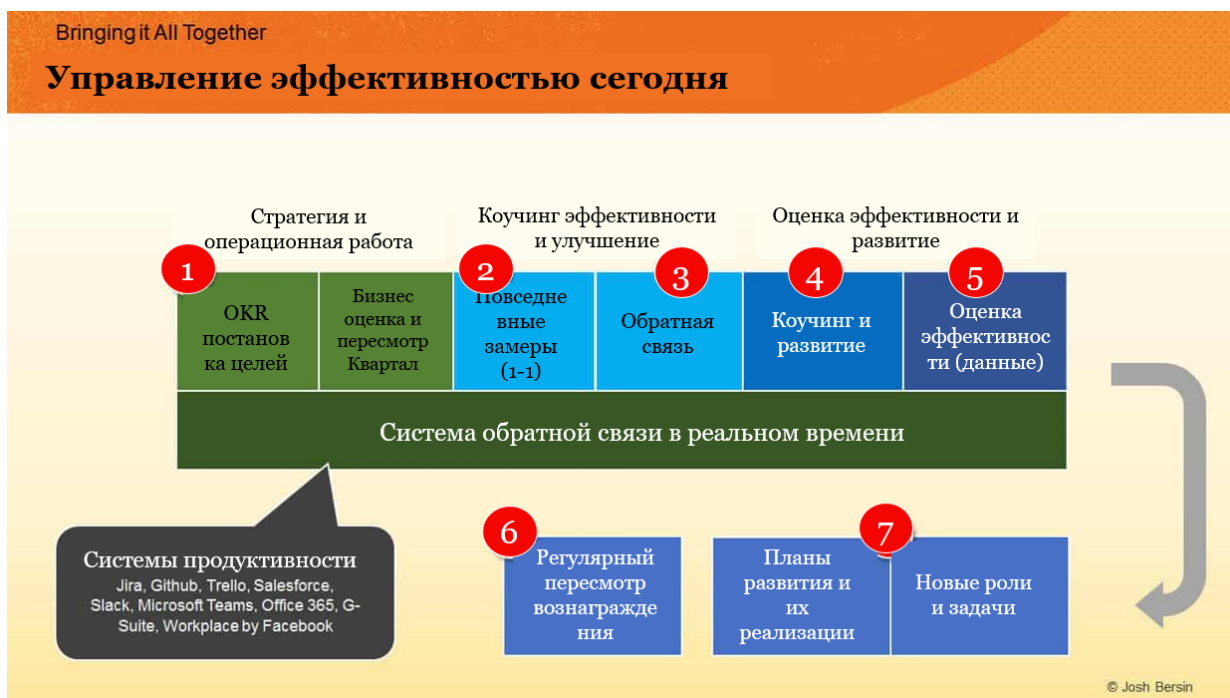 Bringing it All Together
Управление эффективностью сегодня
Стратегия и
операционная работа
Коучинг эффективности
и улучшение
Оценка эффективности и
развитие
1
2
3
4
5
OKR
постанов
ка целей
Бизнес
оценка и
пересмотр
Квартал
Повседне
вные
замеры
(1-1)
Обратная
связь
Коучинг и
развитие
Оценка
эффективнос
ти (данные)
Система обратной связи в реальном времени
Системы продуктивности
Jira, Github, Trello, Salesforce,
Slack, Microsoft Teams, Office 365, G-
Suite, Workplace by Facebook
6
Регулярный
пересмотр
вознагражде
ния
7
Планы
развития и
их
реализации
Новые роли
и задачи
© Josh Bersin